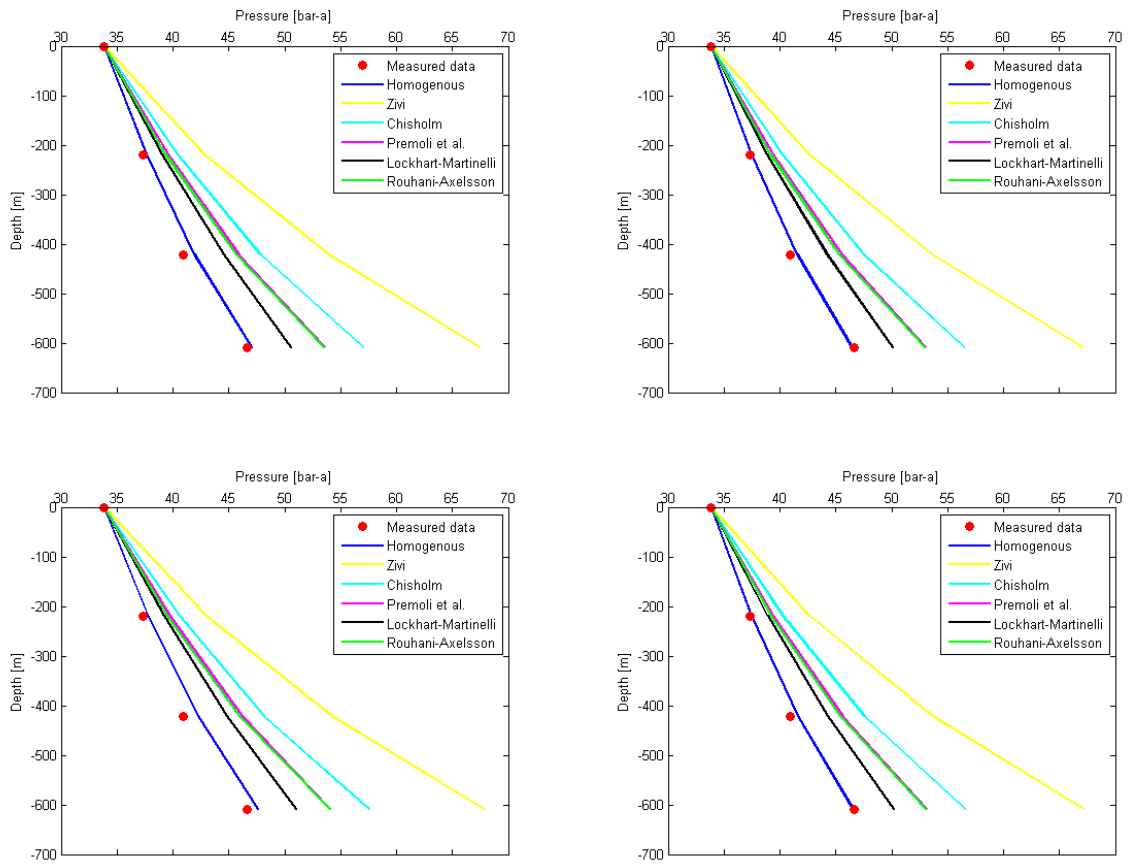 Pressure [bar-a]
30 35 40 45 50 55 60 65 70
0
-100
-200
-300
-400
-500
-600
-700
Depth [m]
Measured data
Homogenous
Zivi
Chisholm
Premoli et al.
Lockhart-Martinelli
Rouhani-Axelsson
Pressure [bar-a]
30 35 40 45 50 55 60 65 70
0
-100
-200
-300
-400
-500
-600
-700
Depth [m]
Measured data
Homogenous
Zivi
Chisholm
Premoli et al.
Lockhart-Martinelli
Rouhani-Axelsson
Pressure [bar-a]
30 35 40 45 50 55 60 65 70
0
-100
-200
-300
-400
-500
-600
-700
Depth [m]
Measured data
Homogenous
Zivi
Chisholm
Premoli et al.
Lockhart-Martinelli
Rouhani-Axelsson
Pressure [bar-a]
30 35 40 45 50 55 60 65 70
0
-100
-200
-300
-400
-500
-600
-700
Depth [m]
Measured data
Homogenous
Zivi
Chisholm
Premoli et al.
Lockhart-Martinelli
Rouhani-Axelsson